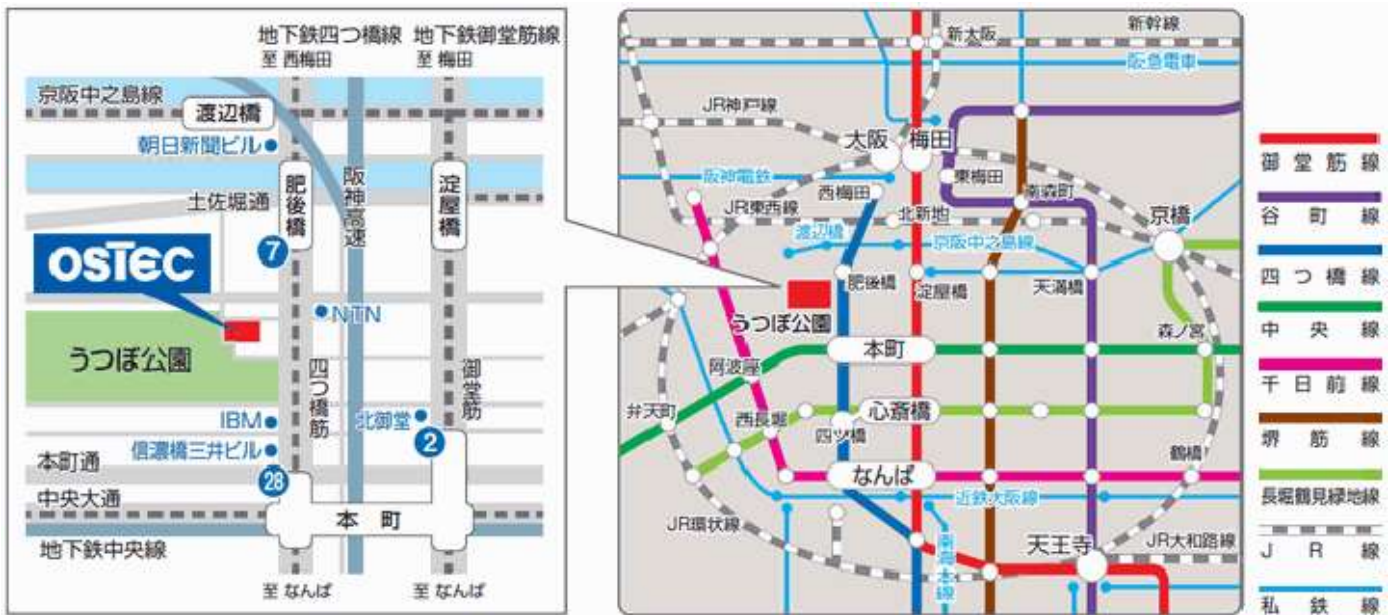 地下鉄四つ橋線
至 西梅田
地下鉄御堂筋線
至 梅田
京阪中之島線
渡辺橋
朝日新聞ビル
肥後橋
阪神高速
淀屋橋
土佐堀通
7
OSTEC
NTN
うつぼ公園
四つ橋筋
御堂筋
IBM
北御堂
2
信濃橋三井ビル
本町通
28
中央大通
本町
地下鉄中央線
至 なんば
至 なんば
新大阪
新幹線
阪急電車
JR神戸線
大阪
梅田
阪神電鉄
西梅田
東梅田
南森町
JR東西線
北新地
京橋
渡辺橋
京阪中之島線
肥後橋
淀屋橋
天満橋
うつぼ公園
森ノ宮
本町
阿波座
弁天町
西長堀
心斎橋
四ツ橋
鶴橋
なんば
近鉄大阪線
JR環状線
南海本線
天王寺
JR大和路線
御堂筋線
谷町線
四つ橋線
中央線
千日前線
堺筋線
長堀鶴見緑地線
JR線
私鉄線